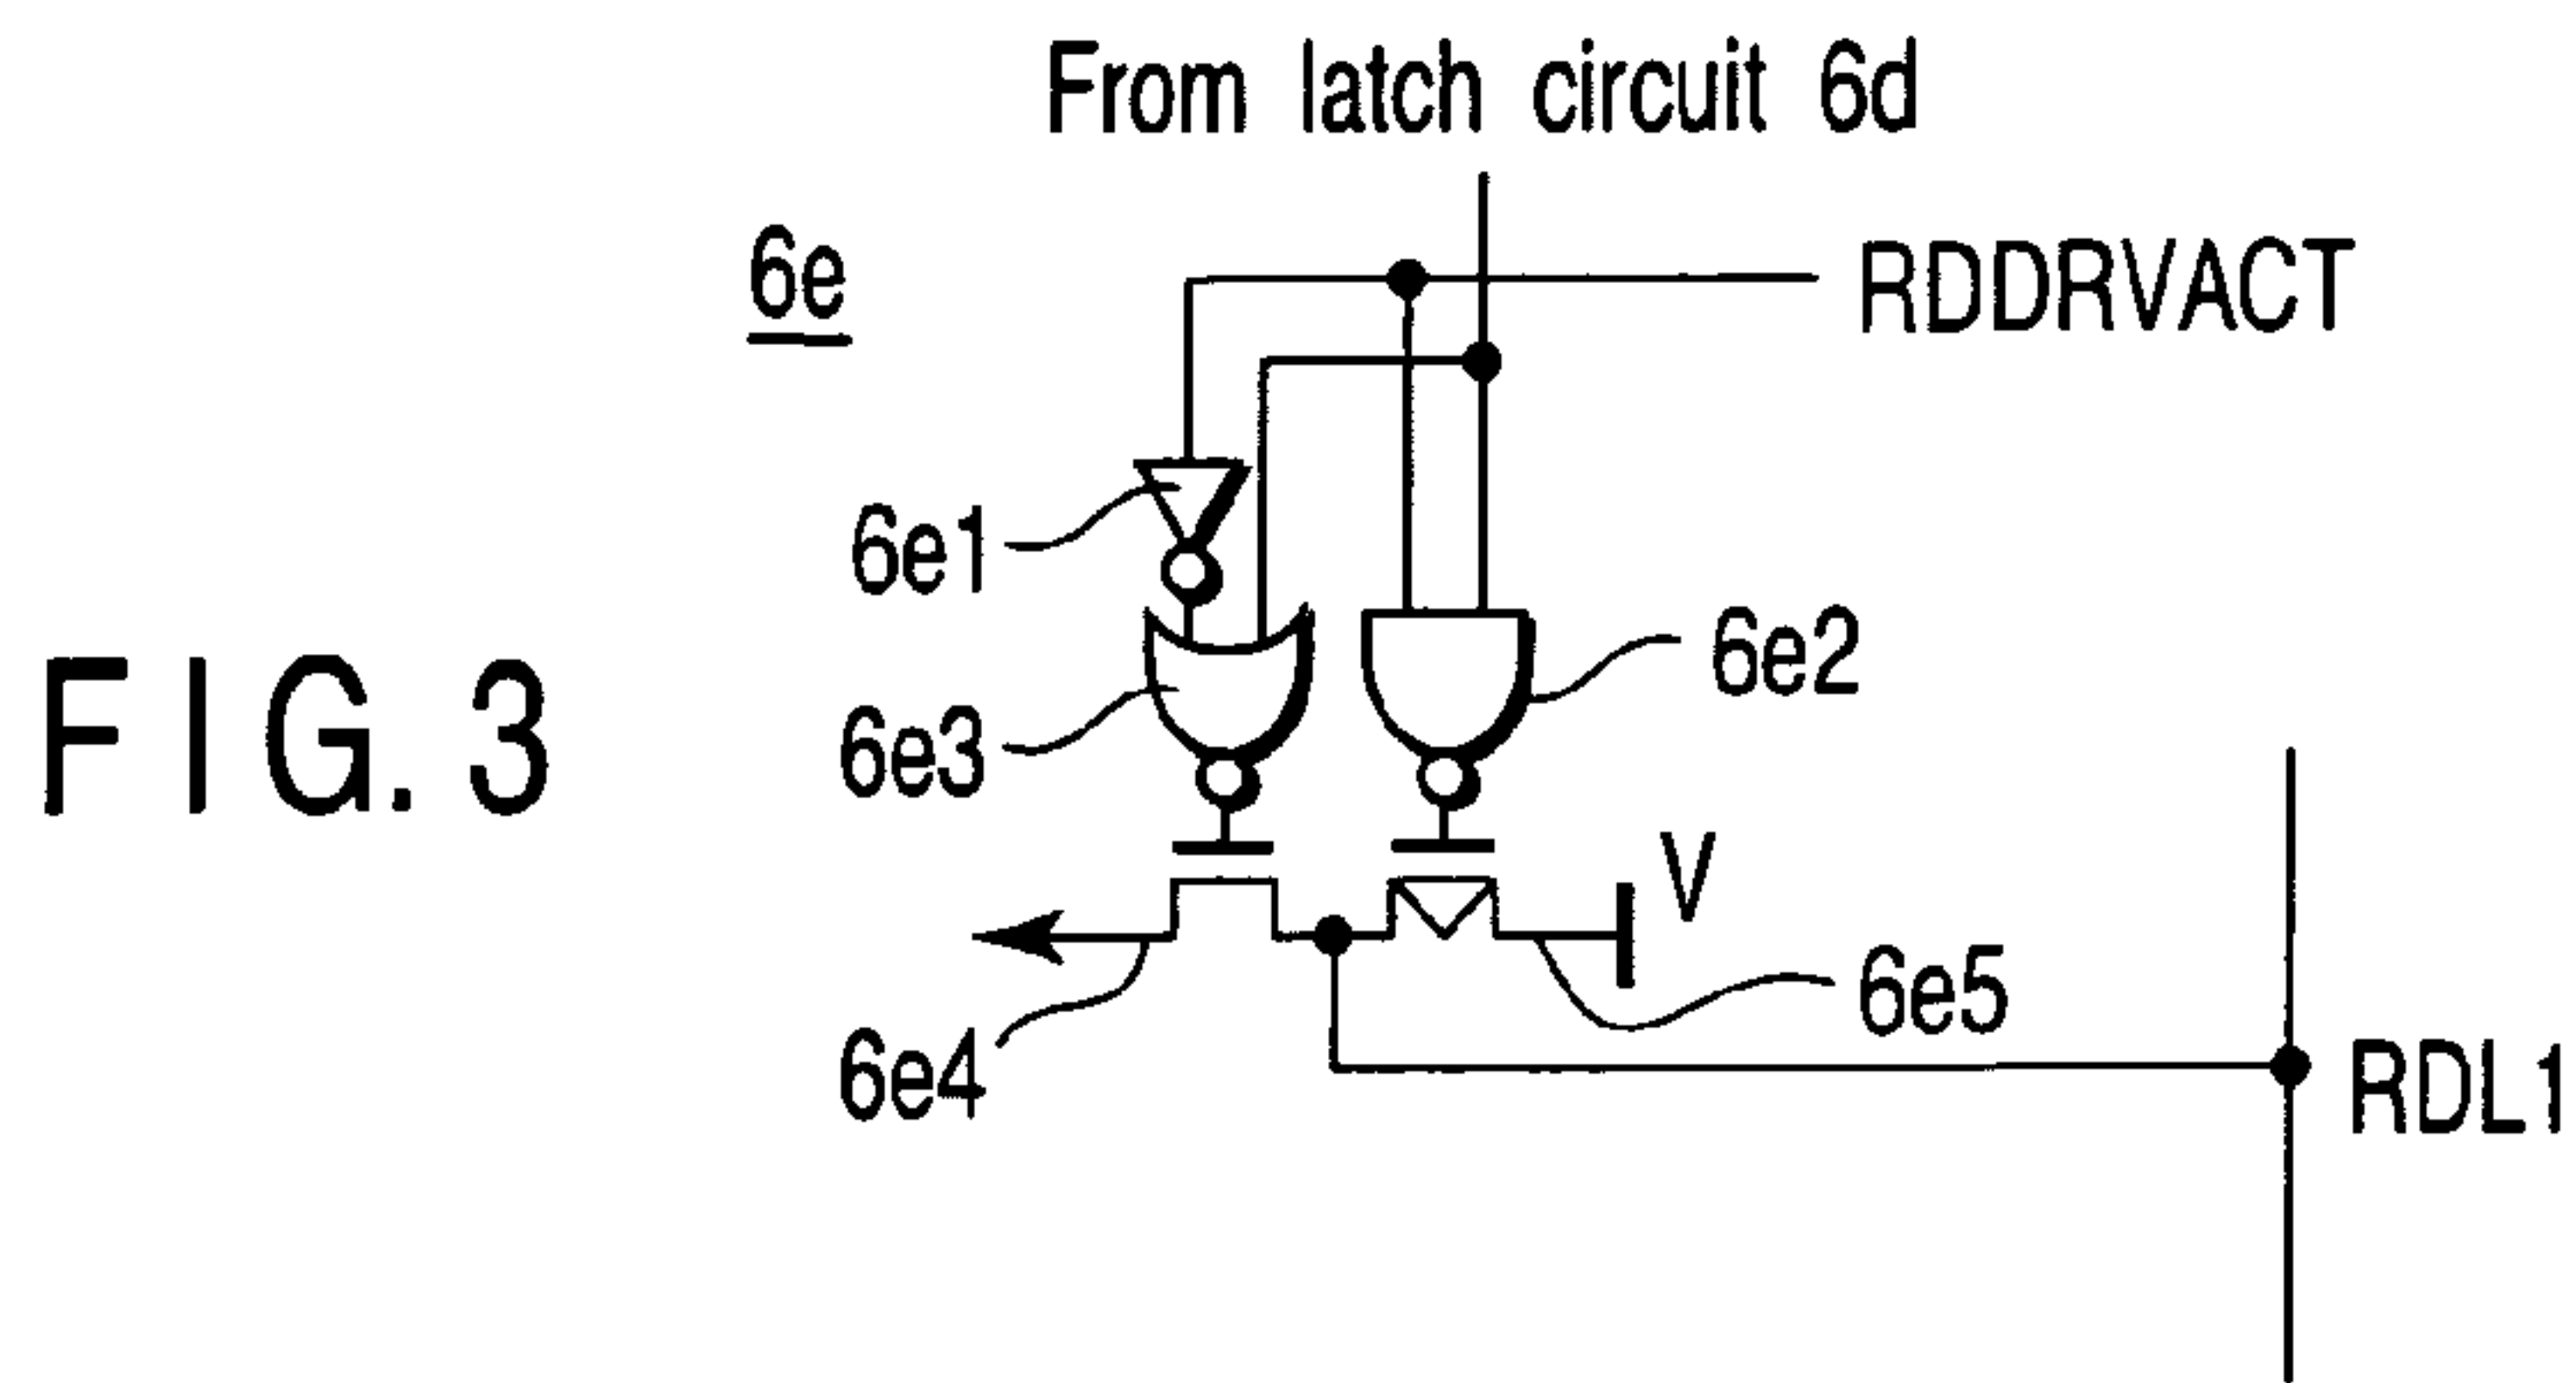 From latch circuit 6d
6e
RDDRVACT
6e1
6e2
FIG. 3
6e3
V
6e5
6e4
RDL1